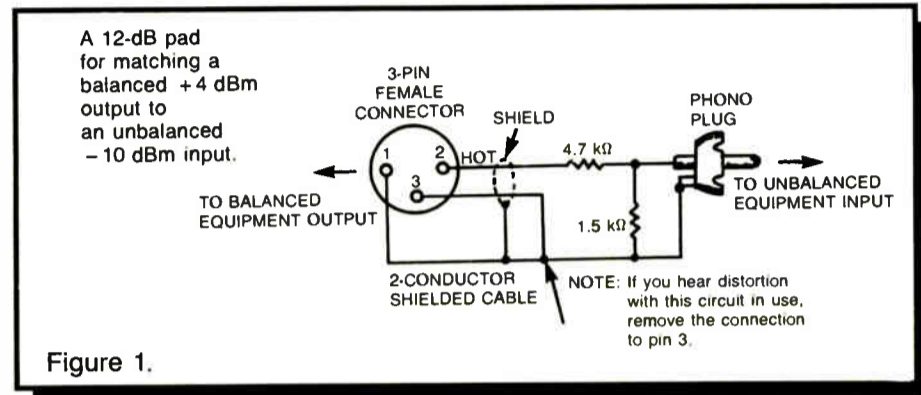 A 12-dB pad
for matching a
balanced +4 dBm
output to
an unbalanced
–10 dBm input.
3-PIN
FEMALE
CONNECTOR
SHIELD
PHONO
PLUG
1
2
HOT
4.7 kΩ
3
TO BALANCED
EQUIPMENT OUTPUT
TO UNBALANCED
EQUIPMENT INPUT
1.5 kΩ
2-CONDUCTOR
SHIELDED CABLE
NOTE: If you hear distortion
with this circuit in use,
remove the connection
to pin 3.
Figure 1.